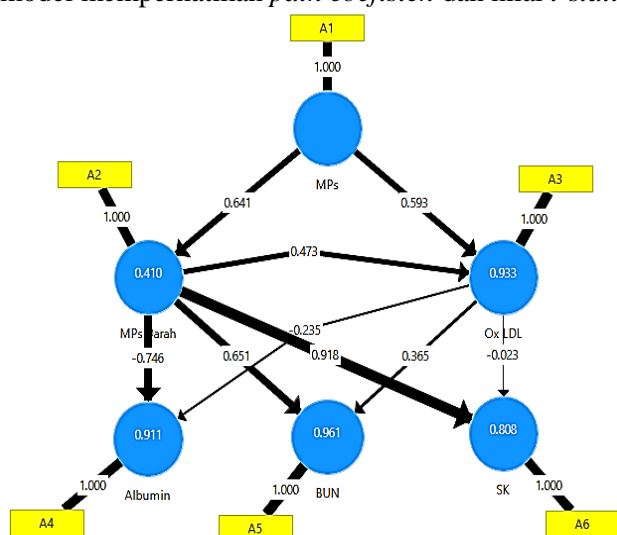 A1
1.000
MPs
A2
A3
1.000
1.000
0.641
0.593
0.473
0.410
0.933
MPs
arah
Ox LDL
-0.746
0.651
-0.235
0.918
0.365
-0.023
0.911
0.961
0.808
Albumin
BUN
SK
1.000
1.000
1.000
A4
A5
A6